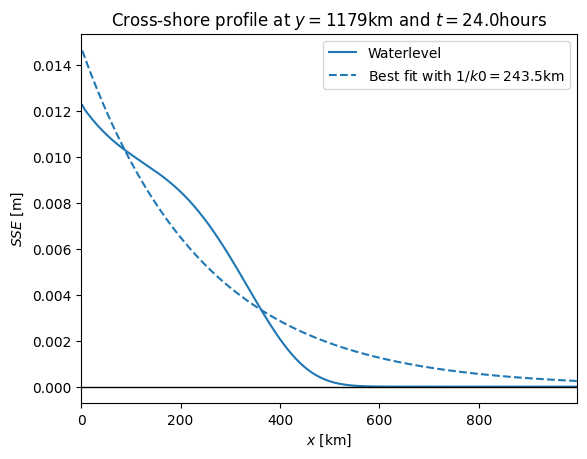 Cross-shore profile at y = 1179km and t = 24.0hours
Waterlevel
Best fit with 1/k0 = 243.5km
0.014
0.012
0.010
0.008
0.006
0.004
0.002
0.000
SSE [m]
0 200 400 600 800
x [km]